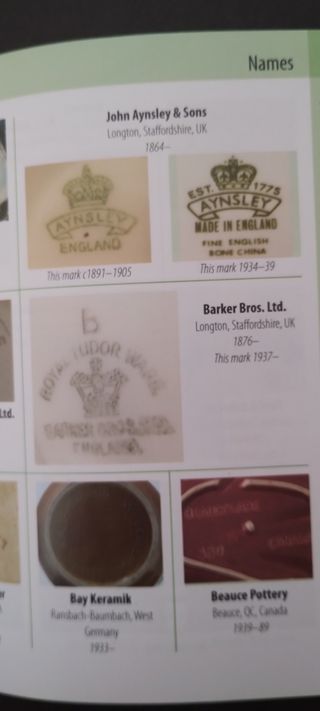 Names
John Aynsley & Sons
Longton, Staffordshire, UK
1864–
AYNSLEY
ENGLAND
This mark c1891–1905
EST. 1775
AYNSLEY
MADE IN ENGLAND
FINE ENGLISH
BONE CHINA
This mark 1934–39
b
ROYAL TUDOR WARE
BARKER
ENGLAND
Barker Bros. Ltd.
Longton, Staffordshire, UK
1876–
This mark 1937–
Ltd.
Bay Keramik
Ransbach-Baumbach, West
Germany
1933–
Beauce Pottery
Beauce, QC, Canada
1939–89